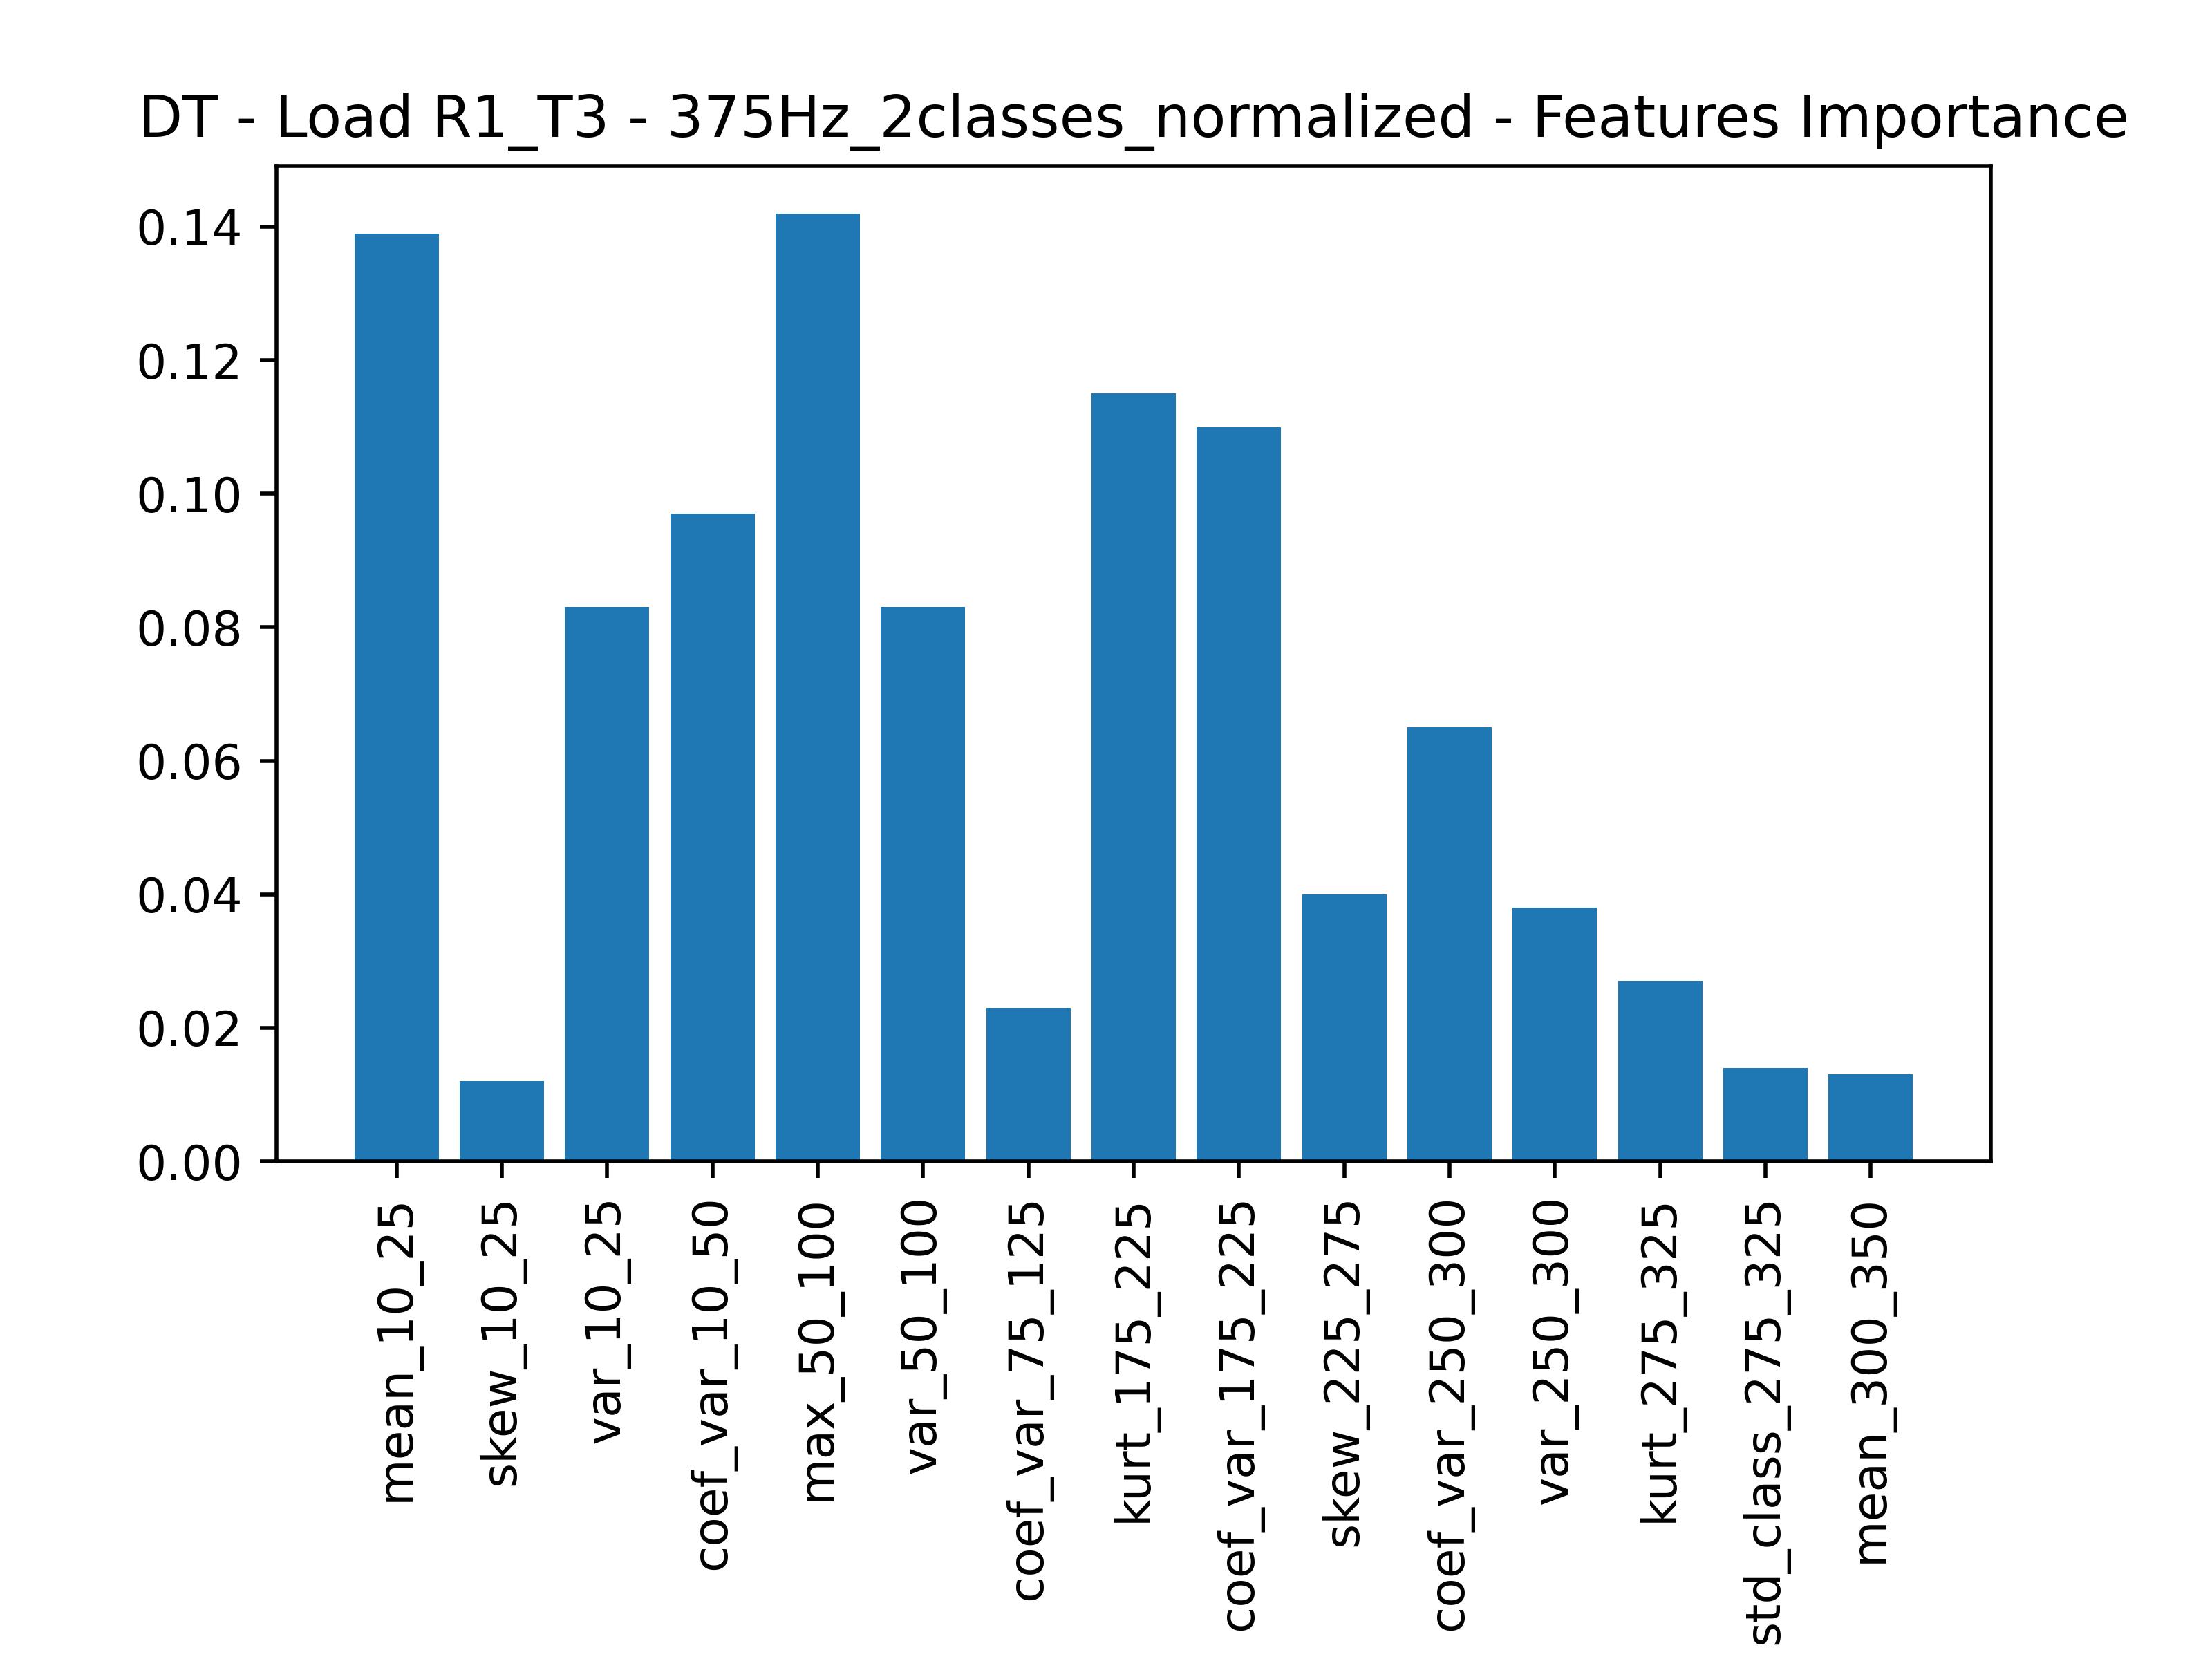 DT - Load R1_T3 - 375Hz_2classes_normalized - Features Importance
0.14
0.12
0.10
0.08
0.06
0.04
0.02
0.00
mean_10_25
skew_10_25
var_10_25
coef_var_10_50
max_50_100
var_50_100
coef_var_75_125
kurt_175_225
coef_var_175_225
skew_225_275
coef_var_250_300
var_250_300
kurt_275_325
std_class_275_325
mean_300_350